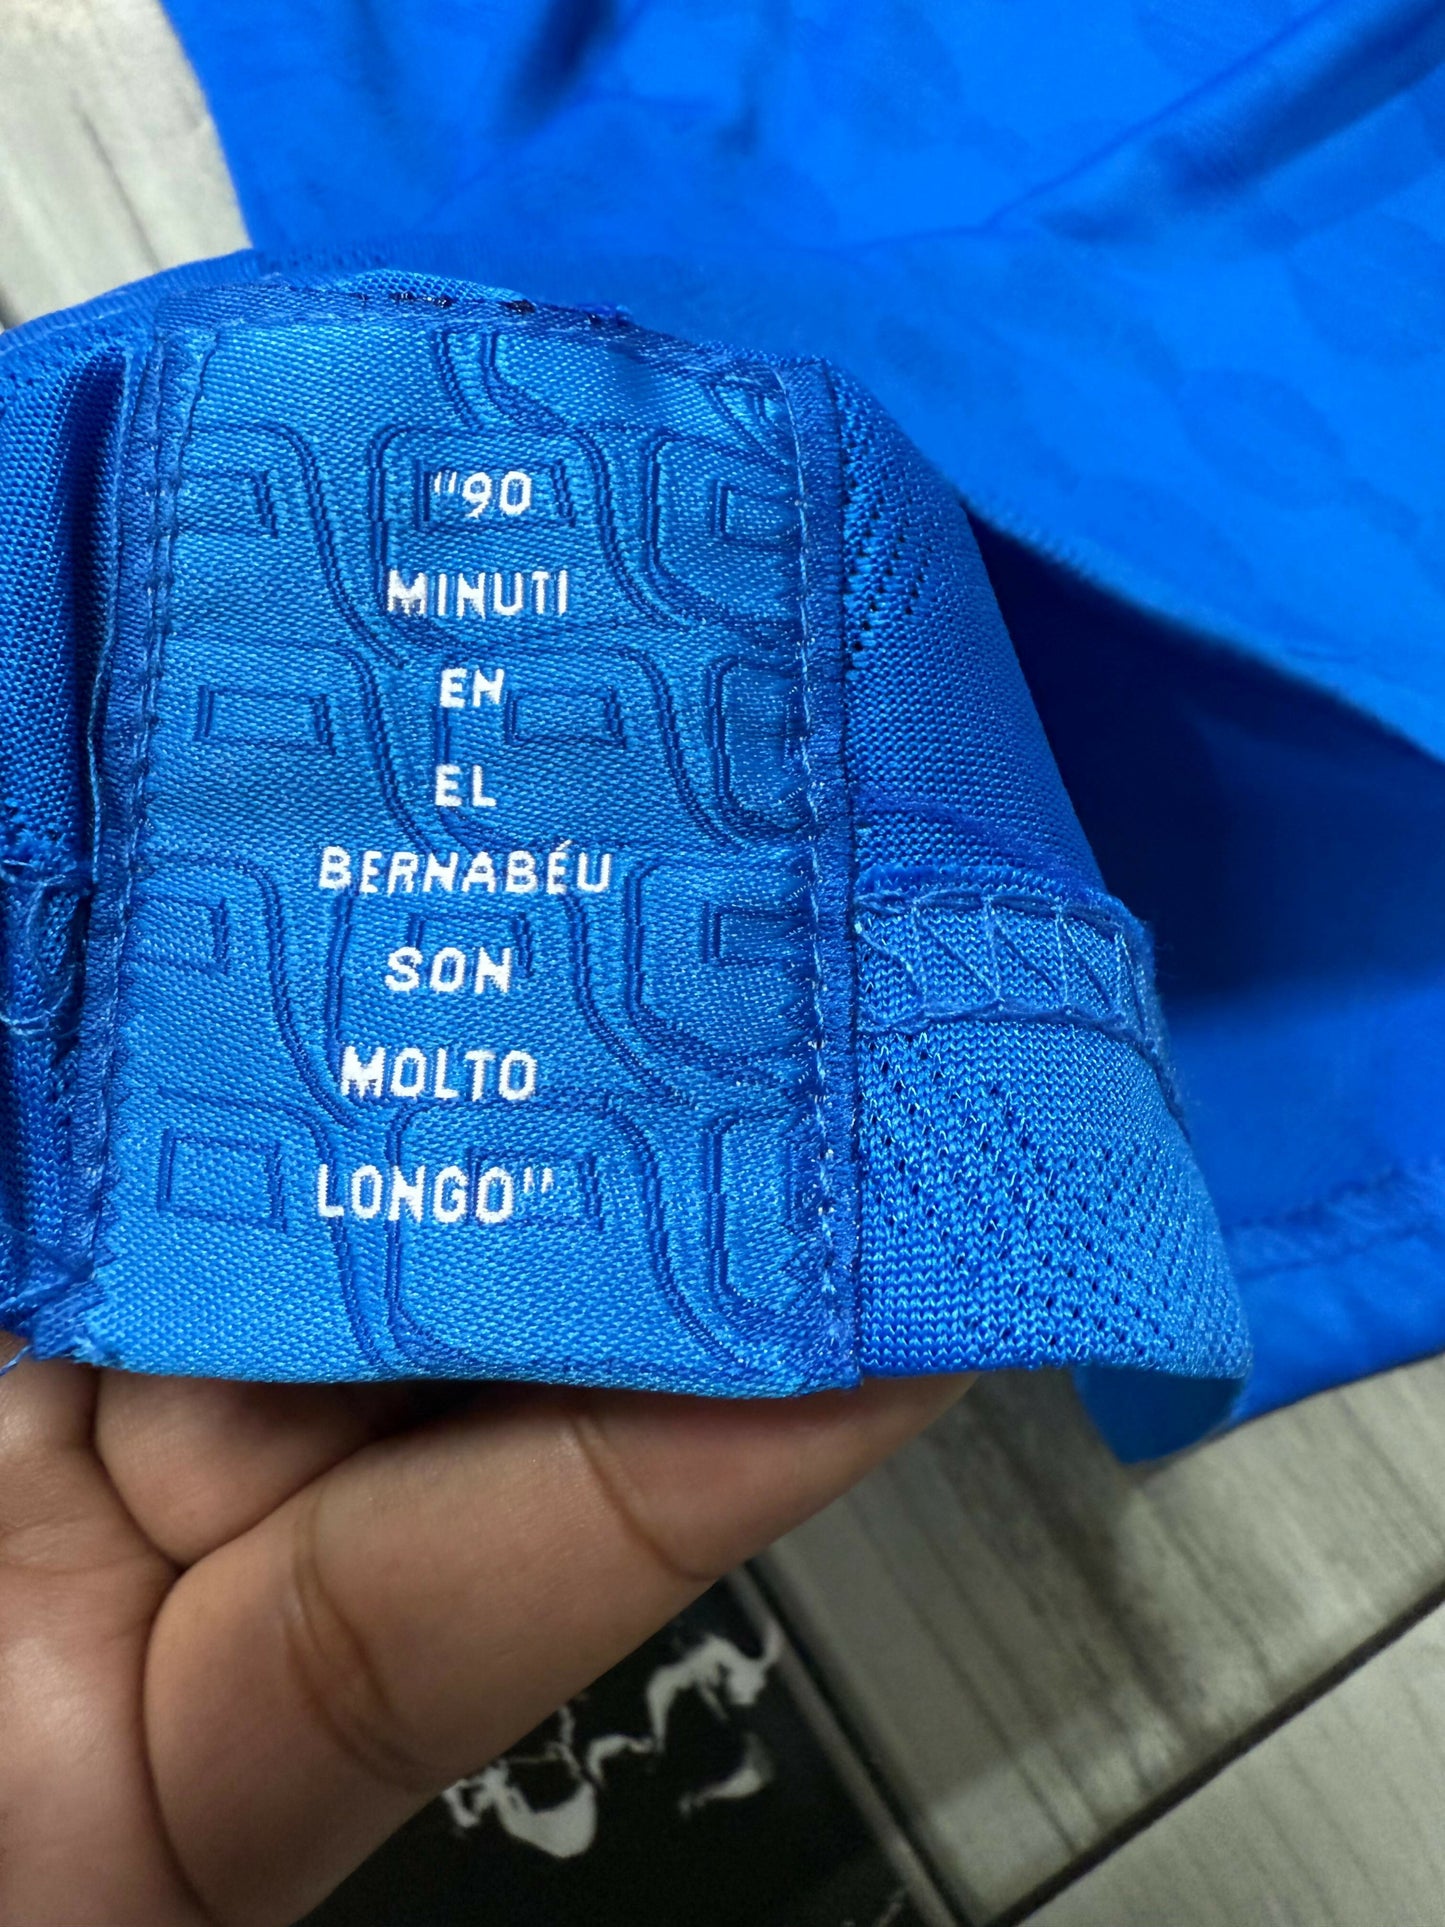 "90
MINUTI
EN
EL
BERNABÉU
SON
MOLTO
LONGO"